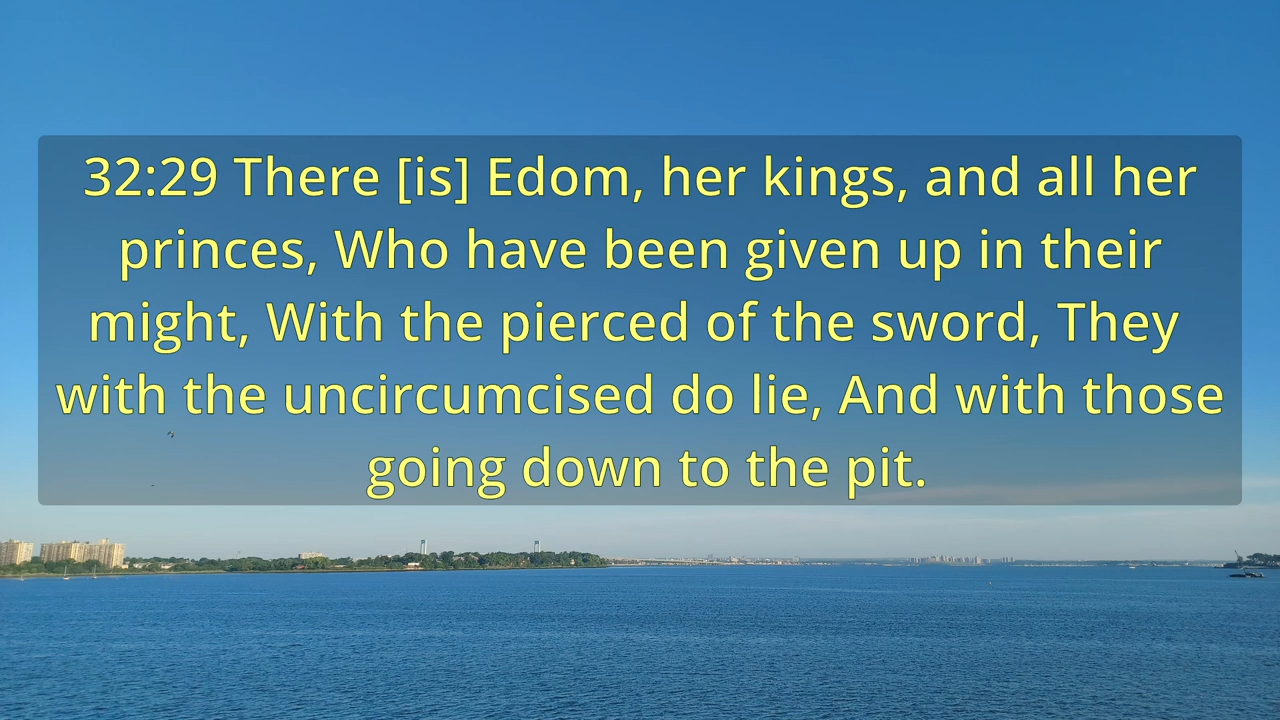 32:29 There [is] Edom, her kings, and all her
princes, Who have been given up in their
might, With the pierced of the sword, They
with the uncircumcised do lie, And with those
going down to the pit.